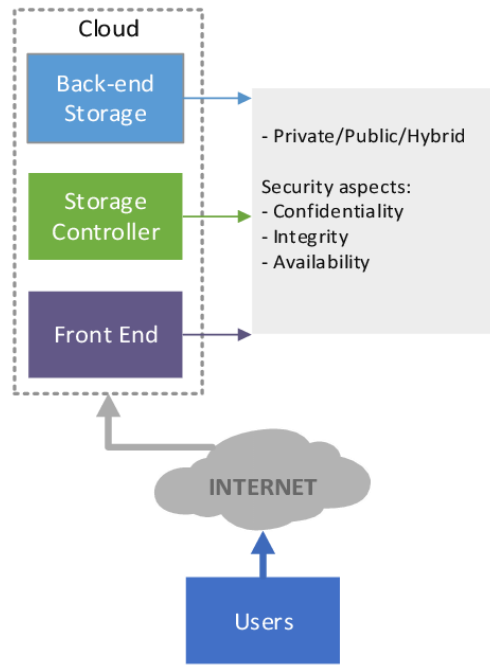 Cloud
Back-end
Storage
Storage
Controller
Front End
- Private/Public/Hybrid
Security aspects:
- Confidentiality
- Integrity
- Availability
INTERNET
Users